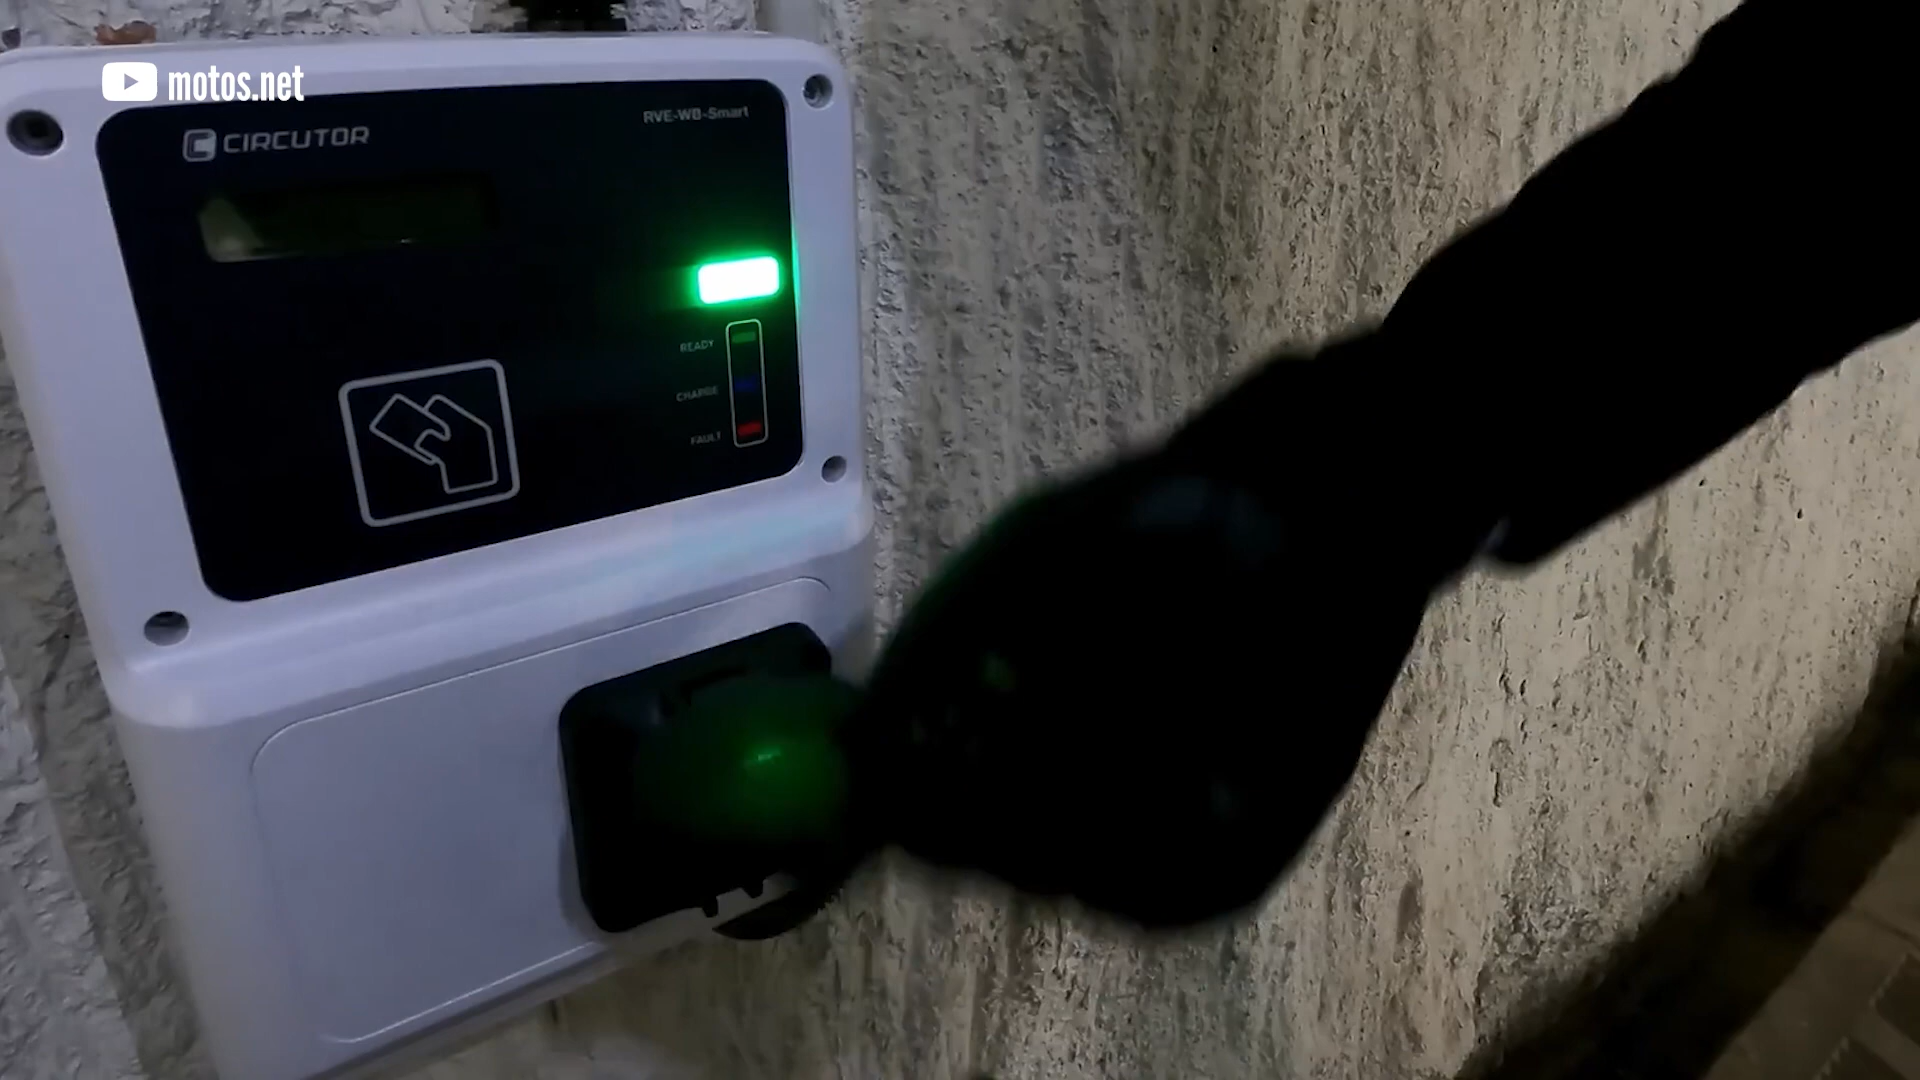 motos.net
CIRCUTOR
RVE-WB-Smart
READY
CHARGE
FAULT